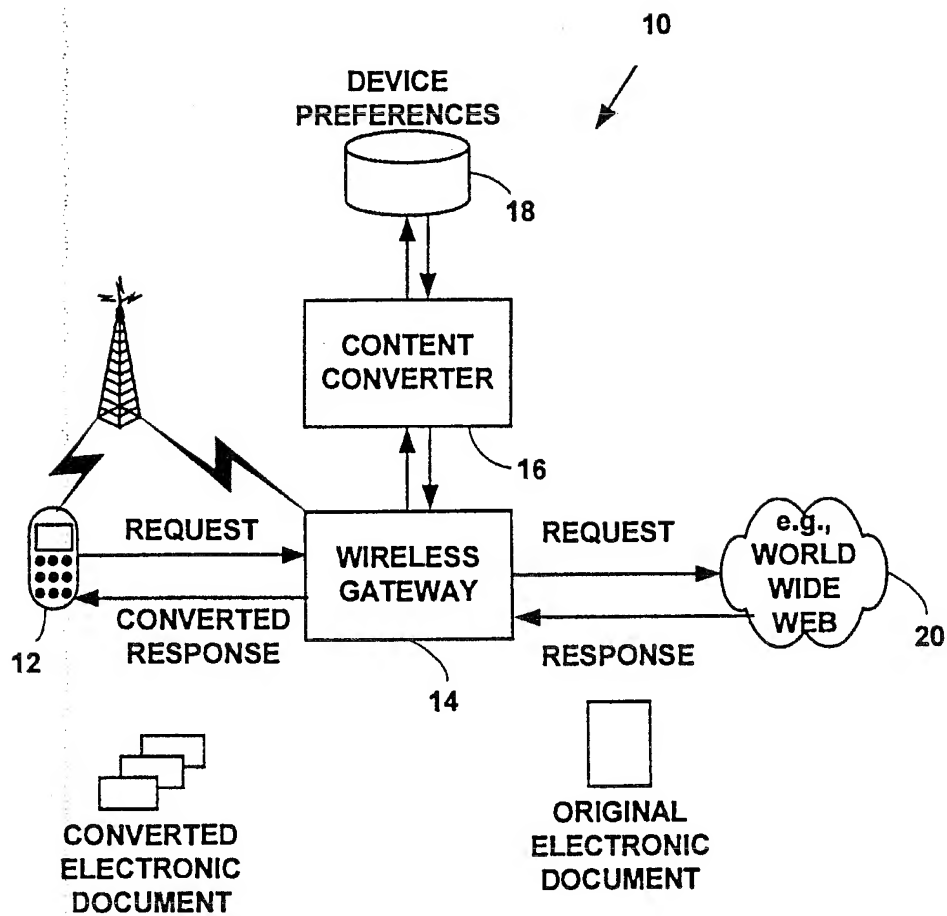 10
DEVICE
PREFERENCES
18
CONTENT
CONVERTER
16
REQUEST
WIRELESS
GATEWAY
CONVERTED
RESPONSE
12
14
REQUEST
RESPONSE
e.g.,
WORLD
WIDE
WEB
20
CONVERTED
ELECTRONIC
DOCUMENT
ORIGINAL
ELECTRONIC
DOCUMENT